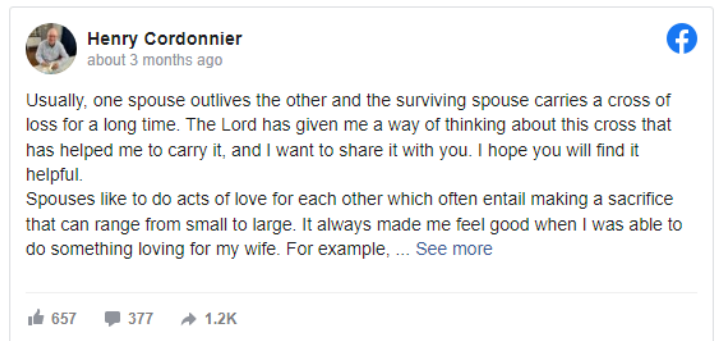 Henry Cordonnier
about 3 months ago
Usually, one spouse outlives the other and the surviving spouse carries a cross of
loss for a long time. The Lord has given me a way of thinking about this cross that
has helped me to carry it, and I want to share it with you. I hope you will find it
helpful.
Spouses like to do acts of love for each other which often entail making a sacrifice
that can range from small to large. It always made me feel good when I was able to
do something loving for my wife. For example, ... See more
657 377 1.2K